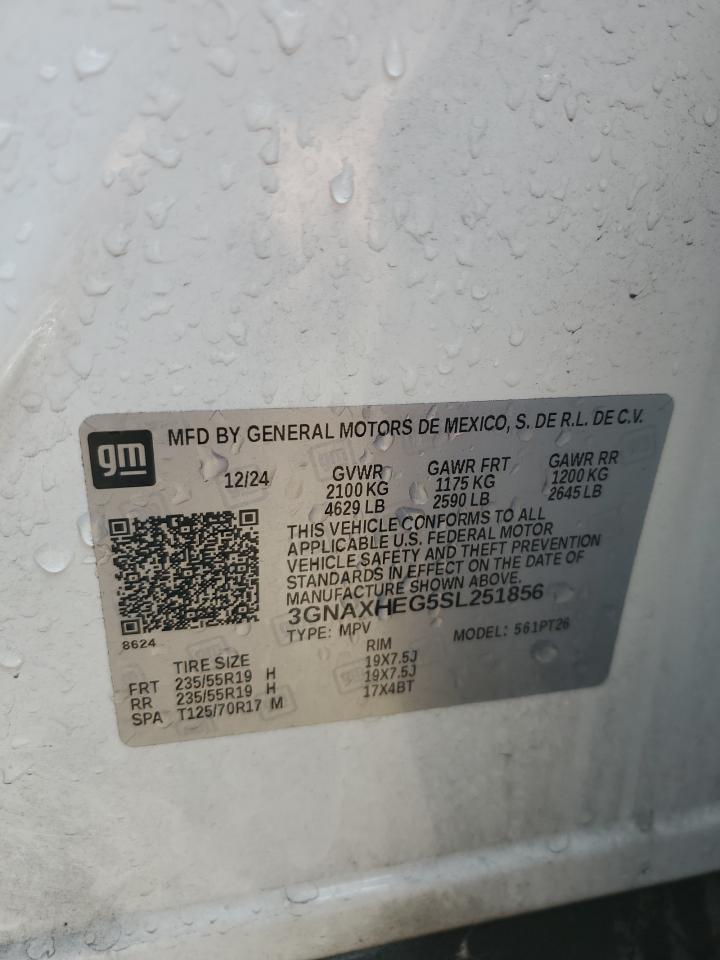 gm
MFD BY GENERAL MOTORS DE MEXICO, S. DE R.L. DE C.V.
12/24 GVWR GAWR FRT GAWR RR
2100 KG 1175 KG 1200 KG
4629 LB 2590 LB 2645 LB
THIS VEHICLE CONFORMS TO ALL
APPLICABLE U.S. FEDERAL MOTOR
VEHICLE SAFETY AND THEFT PREVENTION
STANDARDS IN EFFECT ON THE DATE OF
MANUFACTURE SHOWN ABOVE.
3GNAXHEG5SL251856
TYPE: MPV MODEL: 561PT26
8624
TIRE SIZE RIM
FRT 235/55R19 H 19X7.5J
RR 235/55R19 H 19X7.5J
SPA T125/70R17 M 17X4BT